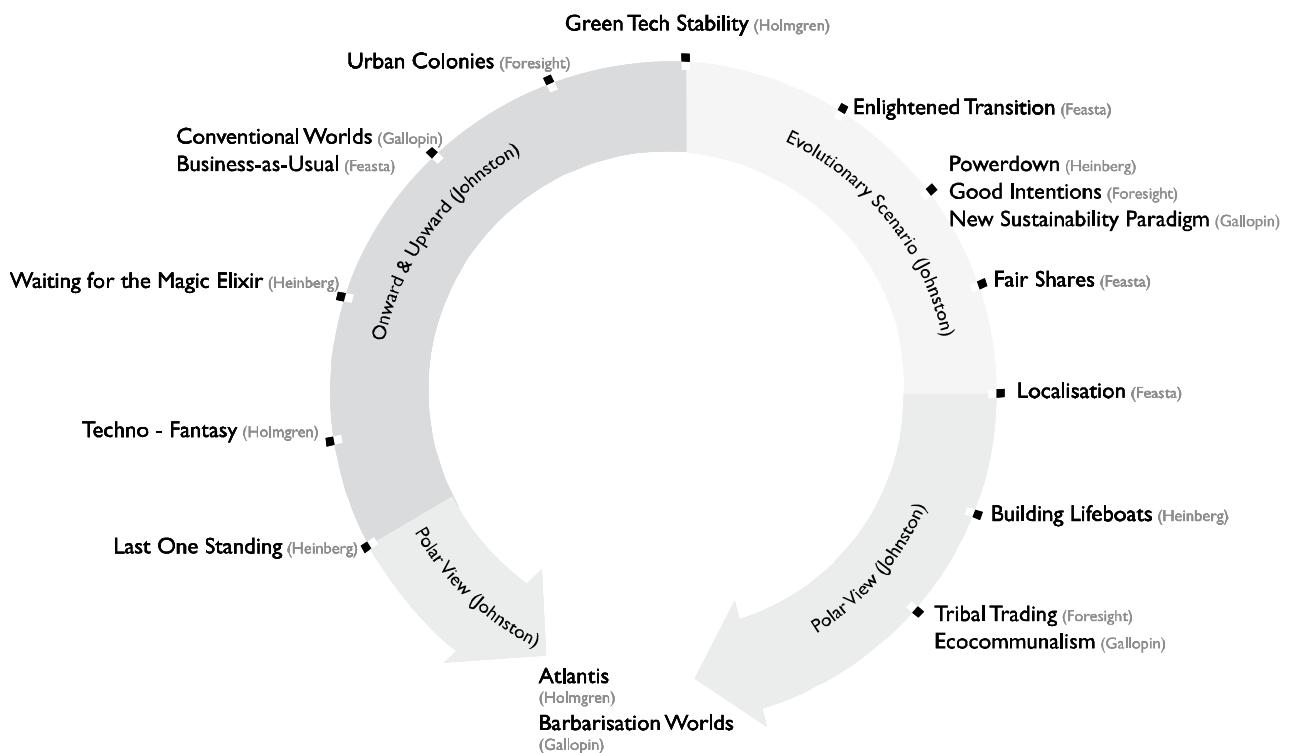 Green Tech Stability (Holmgren)
Urban Colonies (Foresight)
Enlightened Transition (Feasta)
Conventional Worlds (Gallopin)
Business-as-Usual (Feasta)
Onward & Upward (Johnston)
Evolutionary Scenario (Johnston)
Powerdown (Heinberg)
Good Intentions (Foresight)
New Sustainability Paradigm (Gallopin)
Waiting for the Magic Elixir (Heinberg)
Fair Shares (Feasta)
Localisation (Feasta)
Techno - Fantasy (Holmgren)
Building Lifeboats (Heinberg)
Last One Standing (Heinberg)
Polar View (Johnston)
Polar View (Johnston)
Tribal Trading (Foresight)
Ecocommunalism (Gallopin)
Atlantis
(Holmgren)
Barbarisation Worlds
(Gallopin)